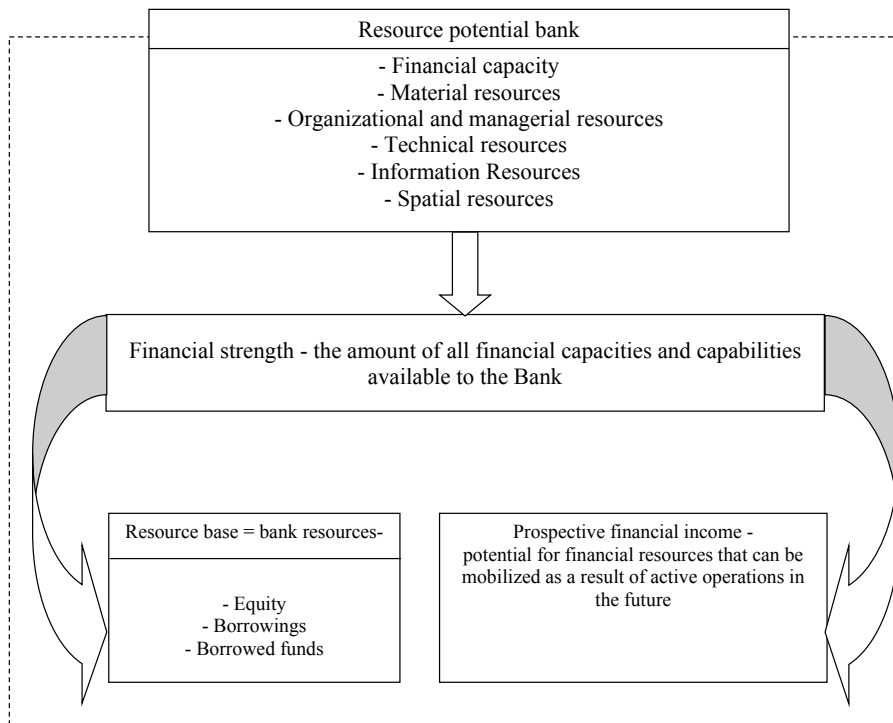 Resource potential bank
- Financial capacity
- Material resources
- Organizational and managerial resources
- Technical resources
- Information Resources
- Spatial resources
Financial strength - the amount of all financial capacities and capabilities
available to the Bank
Resource base = bank resources-
- Equity
- Borrowings
- Borrowed funds
Prospective financial income -
potential for financial resources that can be
mobilized as a result of active operations in
the future